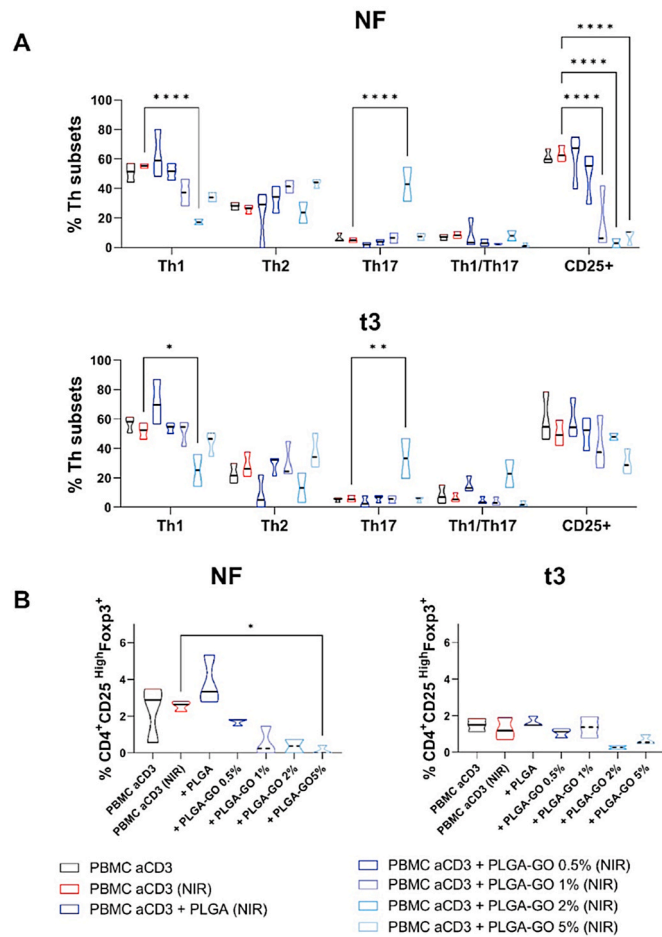 NF
A
****
****
****
****
****
% Th subsets
100
80
60
40
20
0
Th1
Th2
Th17
Th1/Th17
CD25+
t3
*
**
% Th subsets
100
80
60
40
20
0
Th1
Th2
Th17
Th1/Th17
CD25+
B
NF
t3
*
% CD4+CD25HighFoxp3+
6
4
2
0
PBMC aCD3
PBMC aCD3 (NIR)
+ PLGA
+ PLGA-GO 0.5%
+ PLGA-GO 1%
+ PLGA-GO 2%
+ PLGA-GO5%
% CD4+CD25HighFoxp3+
6
4
2
0
PBMC aCD3
PBMC aCD3 (NIR)
+ PLGA
+ PLGA-GO 0.5%
+ PLGA-GO 1%
+ PLGA-GO 2%
+ PLGA-GO 5%
PBMC aCD3
PBMC aCD3 (NIR)
PBMC aCD3 + PLGA (NIR)
PBMC aCD3 + PLGA-GO 0.5% (NIR)
PBMC aCD3 + PLGA-GO 1% (NIR)
PBMC aCD3 + PLGA-GO 2% (NIR)
PBMC aCD3 + PLGA-GO 5% (NIR)